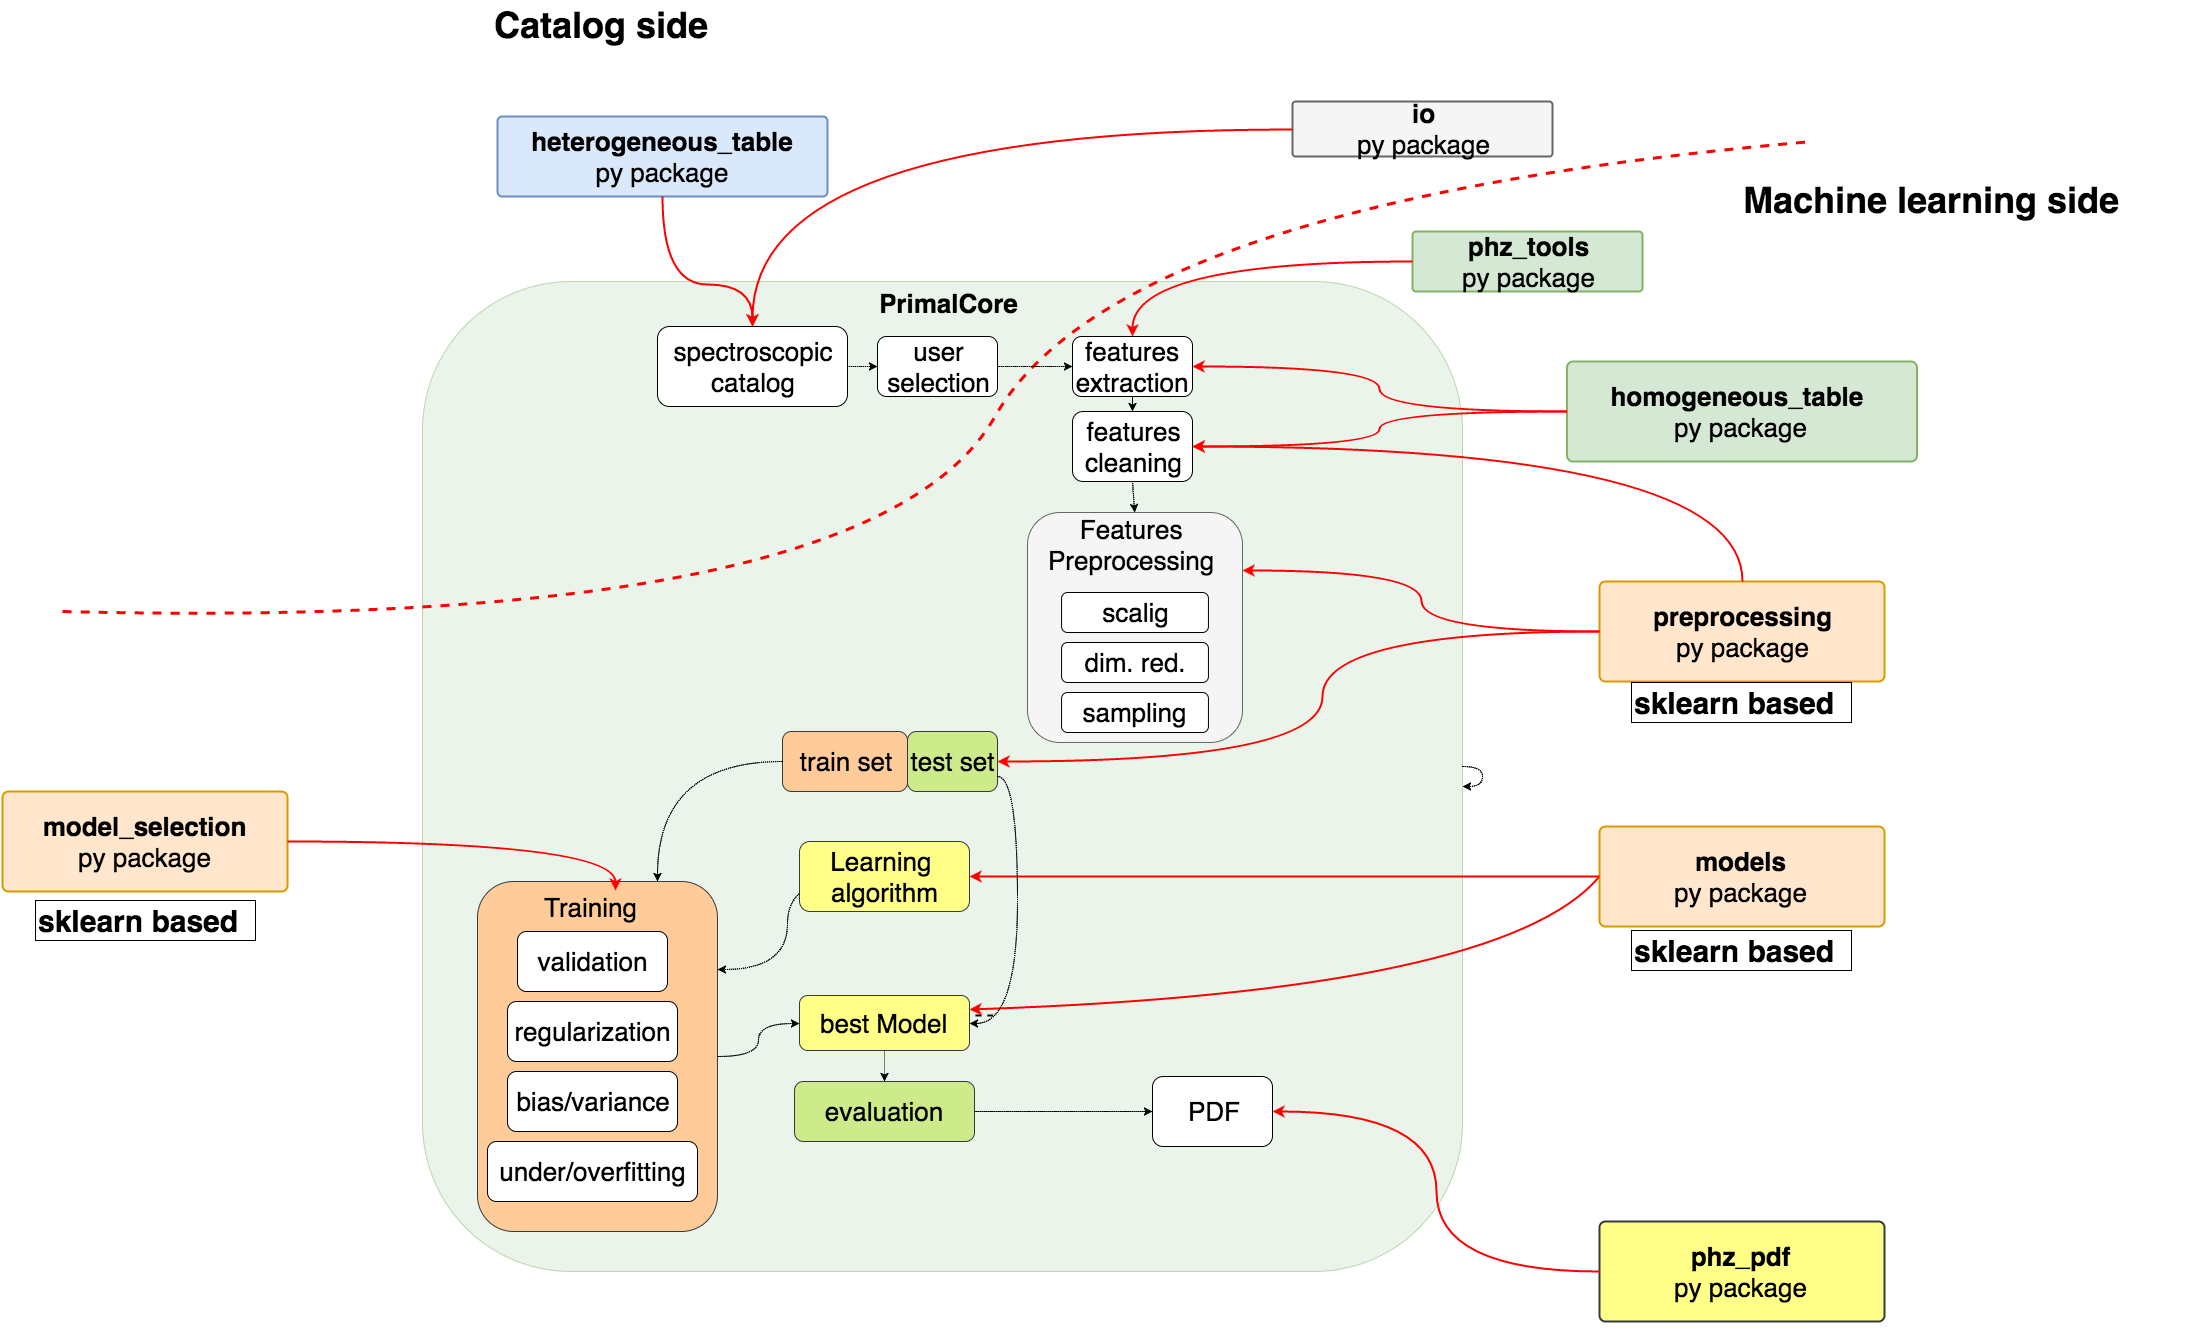 Catalog side
io
py package
heterogeneous_table
py package
Machine learning side
phz_tools
py package
PrimalCore
spectroscopic
catalog
user
selection
features
extraction
homogeneous_table
py package
features
cleaning
Features
Preprocessing
scalig
dim. red.
sampling
preprocessing
py package
sklearn based
train set
test set
model_selection
py package
sklearn based
Learning
algorithm
models
py package
sklearn based
Training
validation
regularization
bias/variance
under/overfitting
best Model
evaluation
PDF
phz_pdf
py package